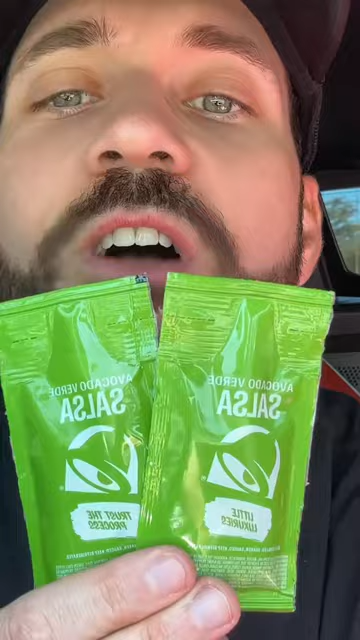 AVOCADO VERDE
SALSA
TRUST THE
PROCESS
AVOCADO VERDE
SALSA
LITTLE
LUXURIES